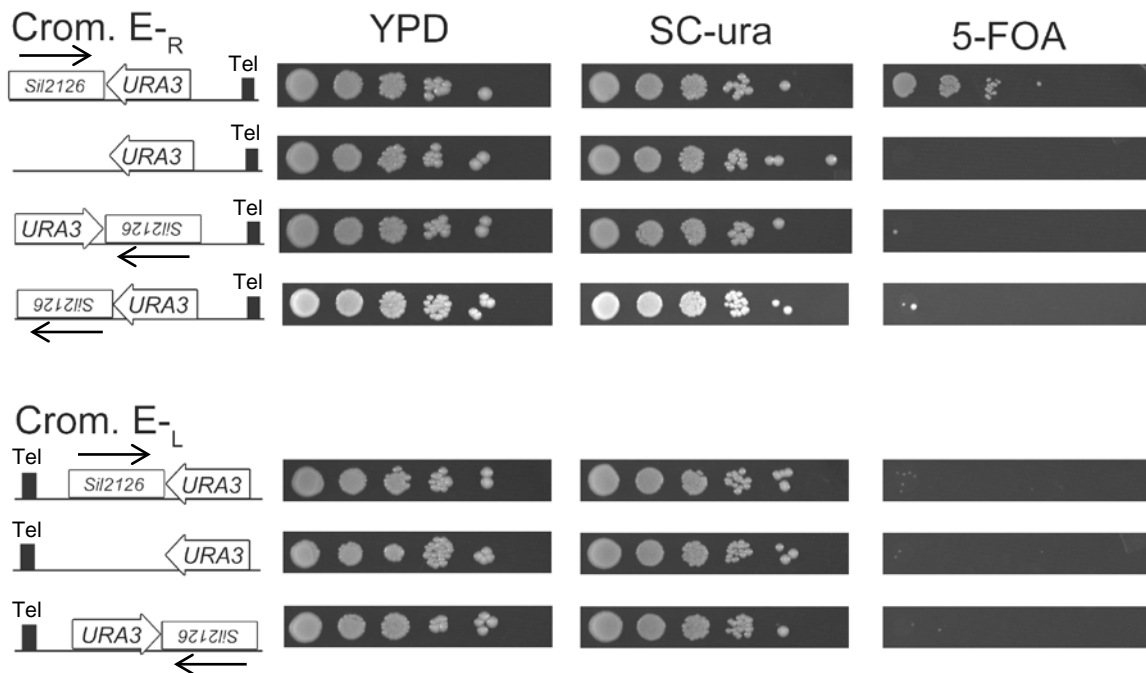 Crom. E-R
YPD
SC-ura
5-FOA
Tel
Sil2126
URA3
Tel
URA3
Tel
URA3
Sil2126
Tel
Sil2126
URA3
Crom. E-L
Tel
Sil2126
URA3
Tel
URA3
Tel
URA3
Sil2126